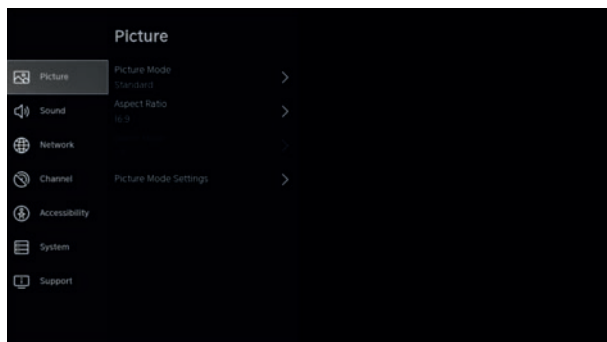 Picture
Picture
Sound
Network
Channel
Accessibility
System
Support
Picture Mode
Standard
Aspect Ratio
16:9
Picture Mode Settings